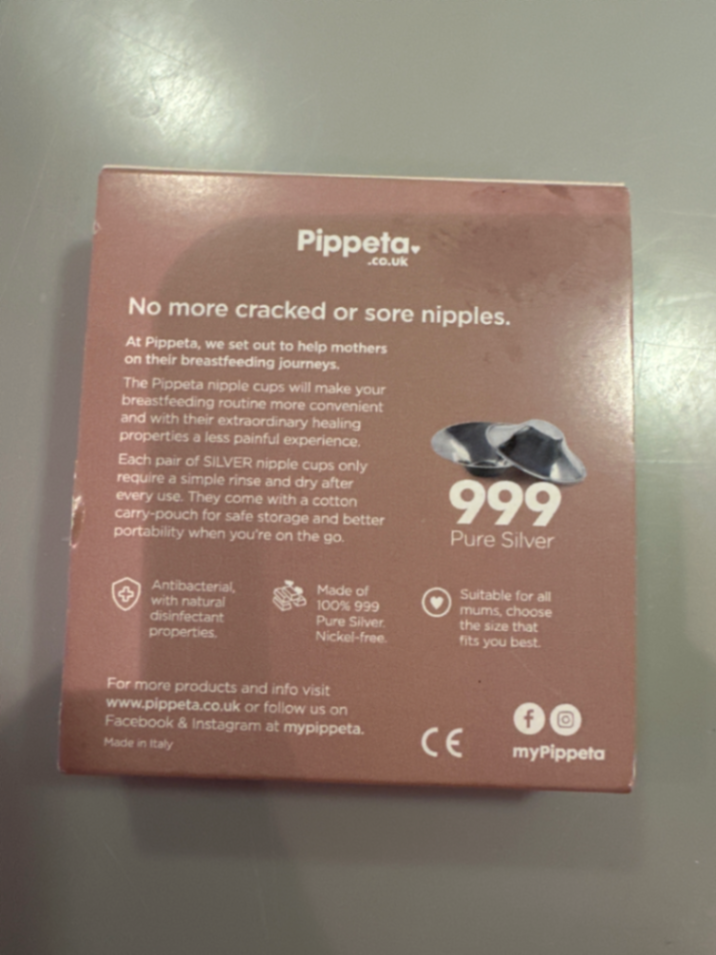 Pippeta
.co.uk
No more cracked or sore nipples.
At Pippeta, we set out to help mothers
on their breastfeeding journeys.
The Pippeta nipple cups will make your
breastfeeding routine more convenient
and with their extraordinary healing
properties a less painful experience.
Each pair of SILVER nipple cups only
require a simple rinse and dry after
every use. They come with a cotton
carry-pouch for safe storage and better
portability when you're on the go.
999
Pure Silver
Antibacterial,
with natural
disinfectant
properties.
Made of
100% 999
Pure Silver.
Nickel-free.
Suitable for all
mums, choose
the size that
fits you best.
For more products and info visit
www.pippeta.co.uk or follow us on
Facebook & Instagram at mypippeta.
Made in Italy
CE
myPippeta